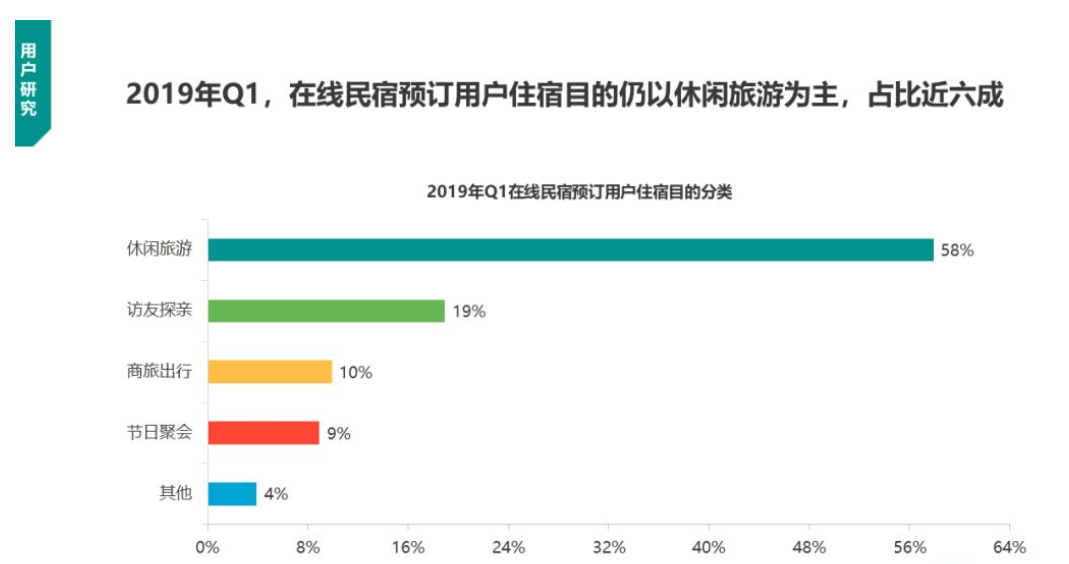 用户研究
2019年Q1，在线民宿预订用户住宿目的仍以休闲旅游为主，占比近六成
2019年Q1在线民宿预订用户住宿目的分类
休闲旅游 58%
访友探亲 19%
商旅出行 10%
节日聚会 9%
其他 4%
0% 8% 16% 24% 32% 40% 48% 56% 64%